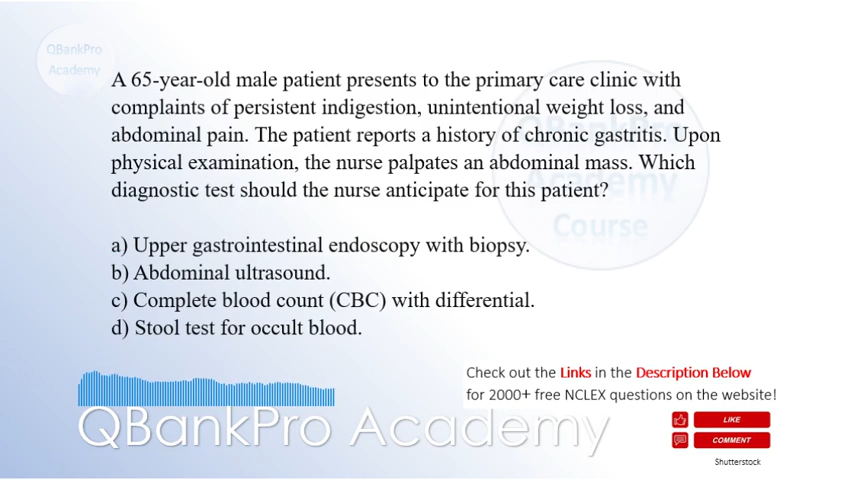 QBankPro
Academy
A 65-year-old male patient presents to the primary care clinic with
complaints of persistent indigestion, unintentional weight loss, and
abdominal pain. The patient reports a history of chronic gastritis. Upon
physical examination, the nurse palpates an abdominal mass. Which
diagnostic test should the nurse anticipate for this patient?
QBankPro
Academy
Course
a) Upper gastrointestinal endoscopy with biopsy.
b) Abdominal ultrasound.
c) Complete blood count (CBC) with differential.
d) Stool test for occult blood.
Check out the Links in the Description Below
for 2000+ free NCLEX questions on the website!
QBankPro Academy
LIKE
COMMENT
Shutterstock